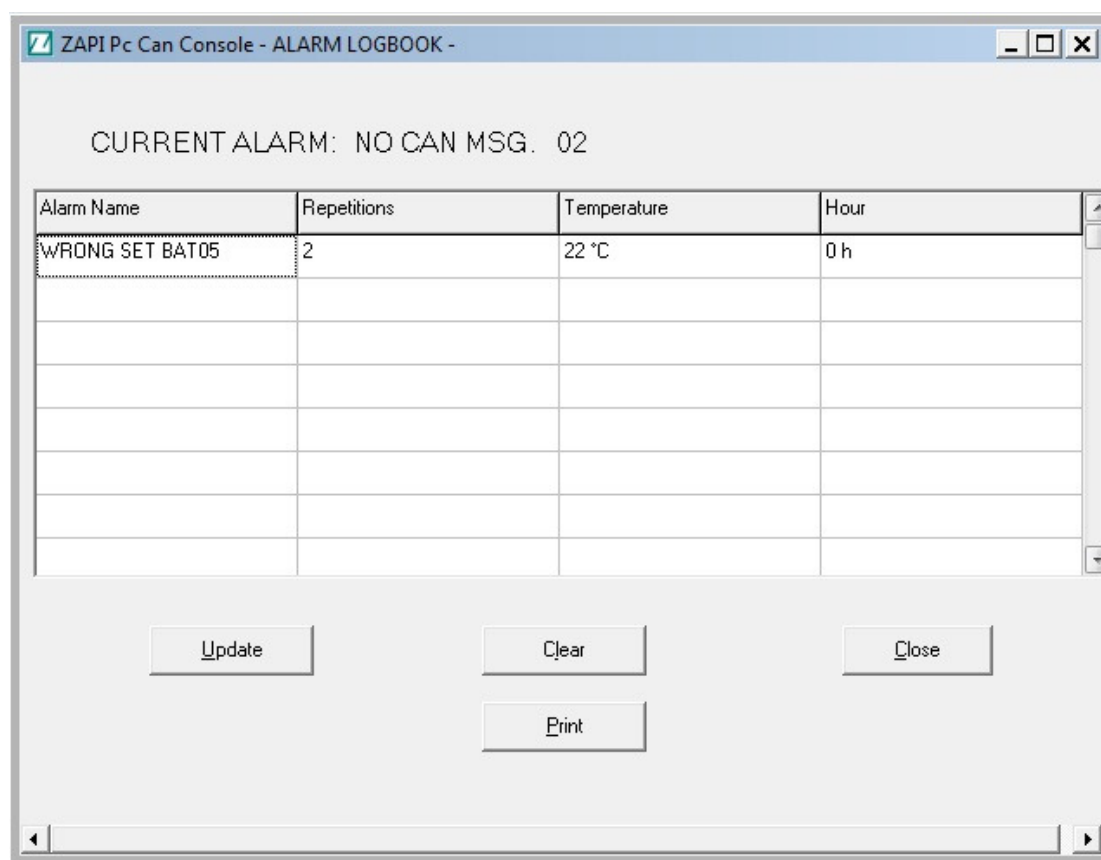 ZAPI Pc Can Console - ALARM LOGBOOK -
CURRENT ALARM: NO CAN MSG. 02
Alarm Name Repetitions Temperature Hour
WRONG SET BAT05 2 22 °C 0 h
Update Clear Close
Print